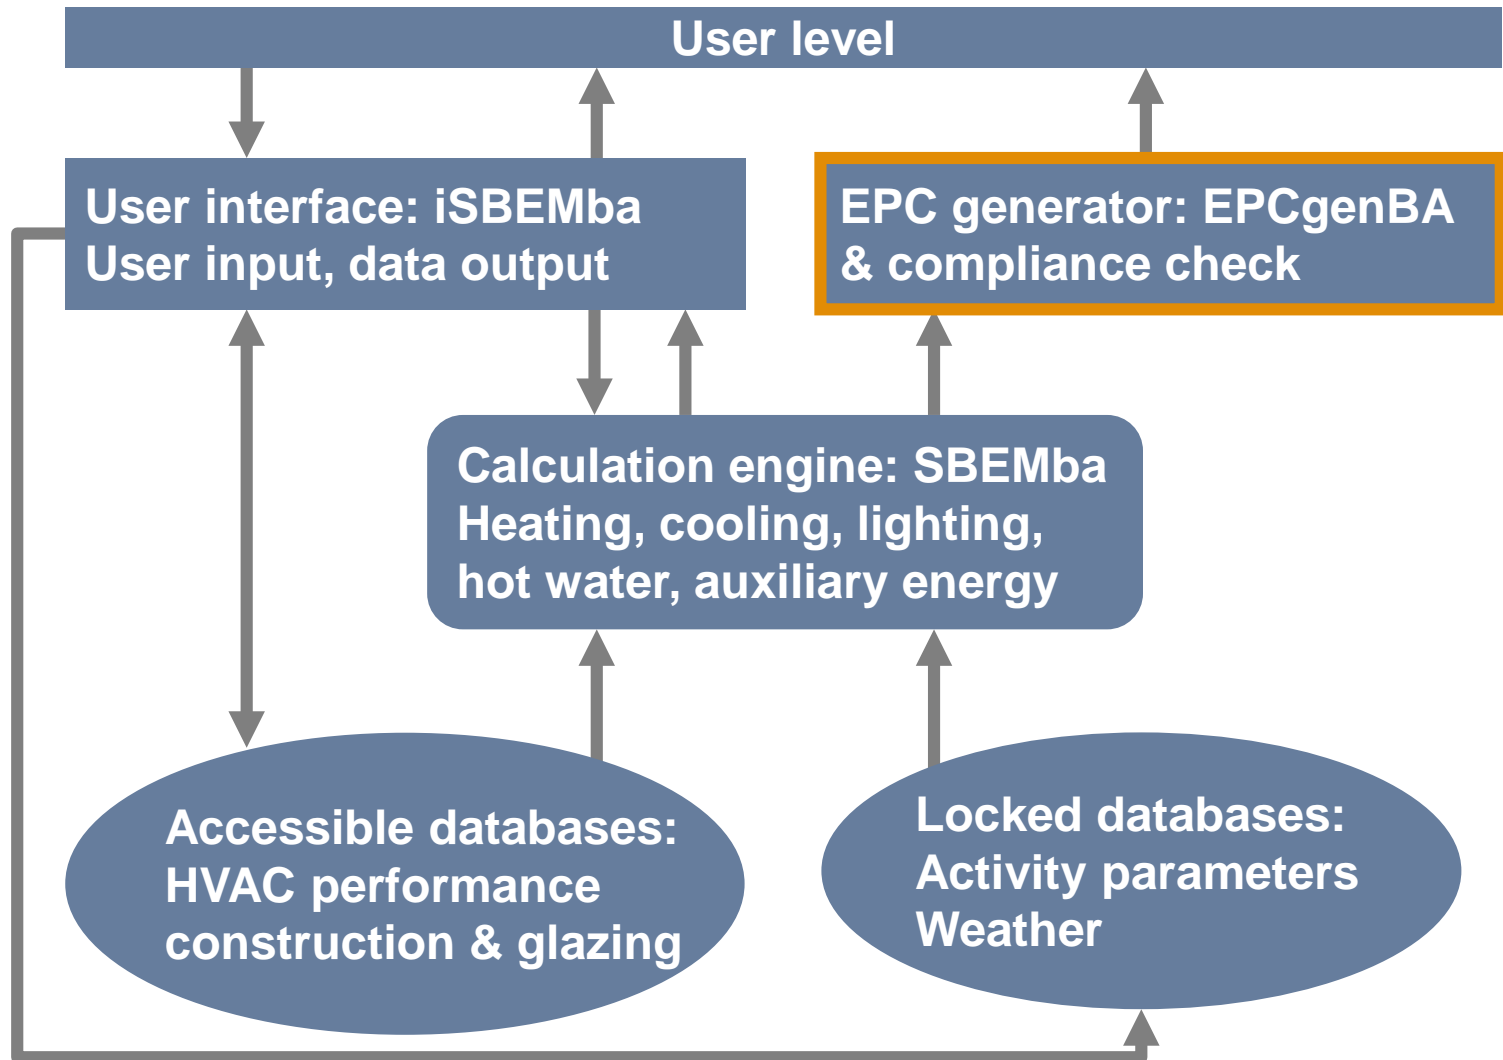 User level
User interface: iSBEMba
User input, data output
EPC generator: EPCgenBA
& compliance check
Calculation engine: SBEMba
Heating, cooling, lighting,
hot water, auxiliary energy
Accessible databases:
HVAC performance
construction & glazing
Locked databases:
Activity parameters
Weather